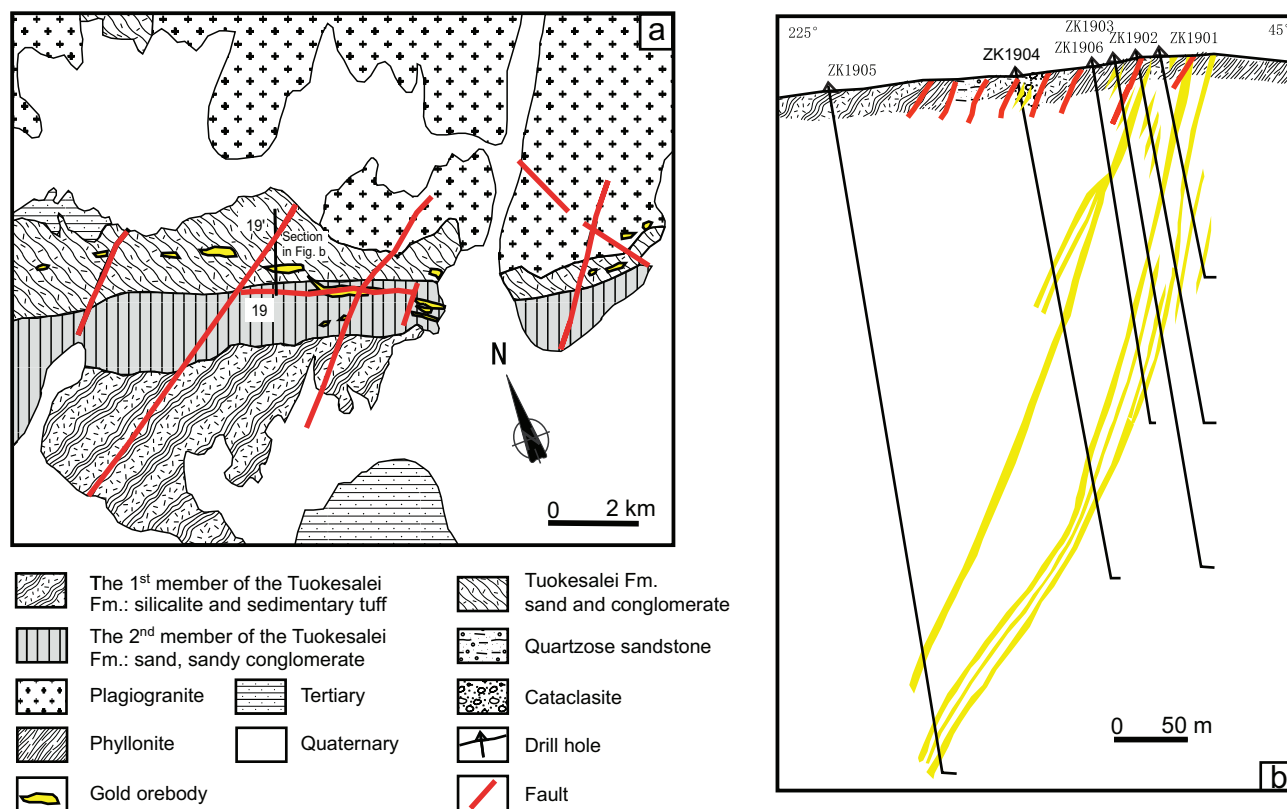 a
19'
Section
in Fig. b
19
N
0 2 km
The 1st member of the Tuokesalei
Fm.: silicalite and sedimentary tuff
The 2nd member of the Tuokesalei
Fm.: sand, sandy conglomerate
Plagiogranite
Tertiary
Phyllonite
Quaternary
Gold orebody
Tuokesalei Fm.
sand and conglomerate
Quartzose sandstone
Cataclasite
Drill hole
Fault
225°
45°
ZK1903
ZK1902
ZK1901
ZK1906
ZK1904
ZK1905
0 50 m
b